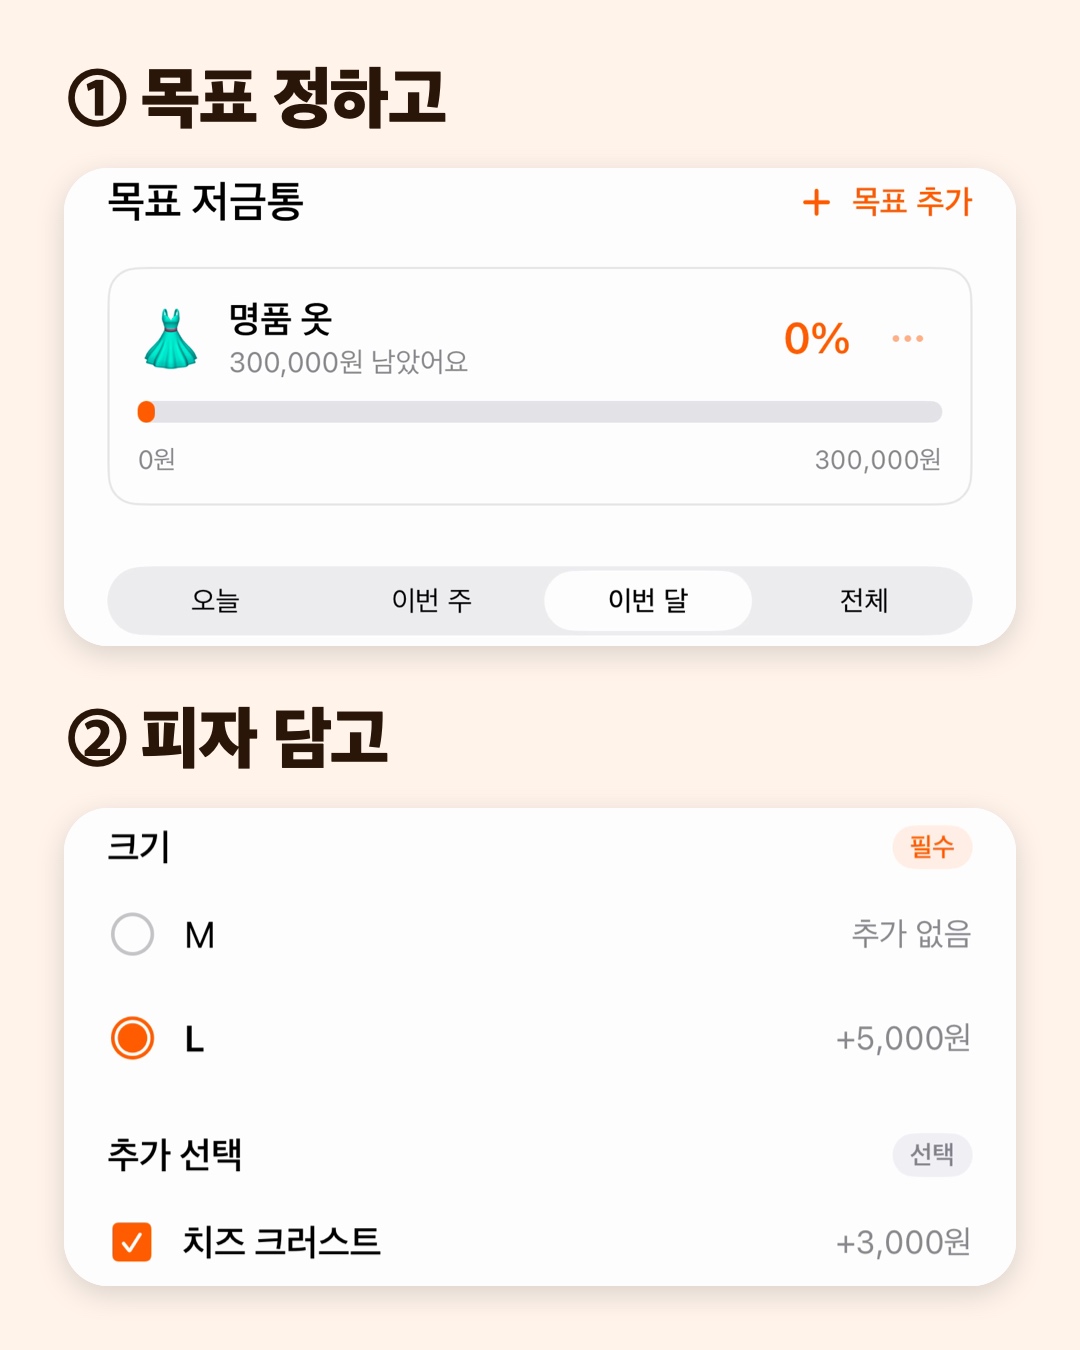 ① 목표 정하고
목표 저금통
+ 목표 추가
명품 옷
300,000원 남았어요
0%
0원
300,000원
오늘
이번 주
이번 달
전체
② 피자 담고
크기
필수
M
추가 없음
L
+5,000원
추가 선택
선택
치즈 크러스트
+3,000원